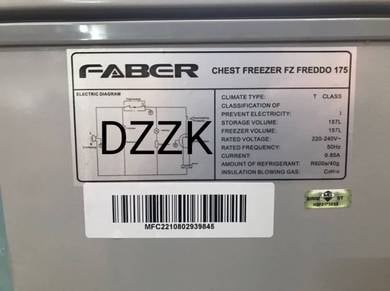 FABER CHEST FREEZER FZ FREDDO 175
ELECTRIC DIAGRAM
CLIMATE TYPE: T CLASS
CLASSIFICATION OF
PREVENT ELECTRICITY: I
STORAGE VOLUME: 157L
FREEZER VOLUME: 157L
RATED VOLTAGE: 220-240V~
RATED FREQUENCY: 50Hz
CURRENT: 0.85A
AMOUNT OF REFRIGERANT: R600a/40g
INSULATION BLOWING GAS:
DZZK
MFC2210802939845